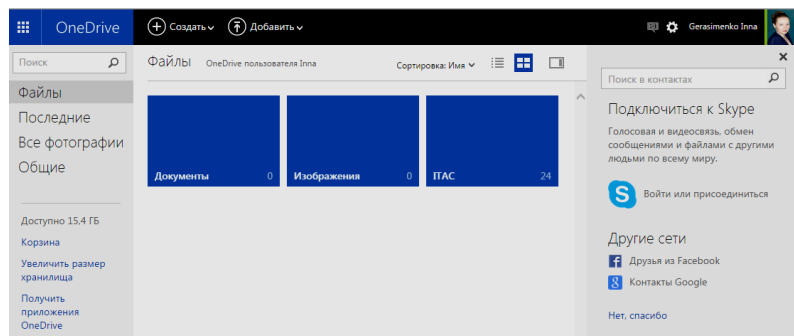 OneDrive
Создать
Добавить
Gerasimenko Inna
Поиск
Файлы
Последние
Все фотографии
Общие
Доступно 15,4 ГБ
Корзина
Увеличить размер
хранилища
Получить
приложения
OneDrive
Файлы OneDrive пользователя Inna
Сортировка: Имя
Документы 0
Изображения 0
ITAC 24
Поиск в контактах
Подключиться к Skype
Голосовая и видеосвязь, обмен
сообщениями и файлами с другими
людьми по всему миру.
Войти или присоединиться
Другие сети
Друзья из Facebook
Контакты Google
Нет, спасибо